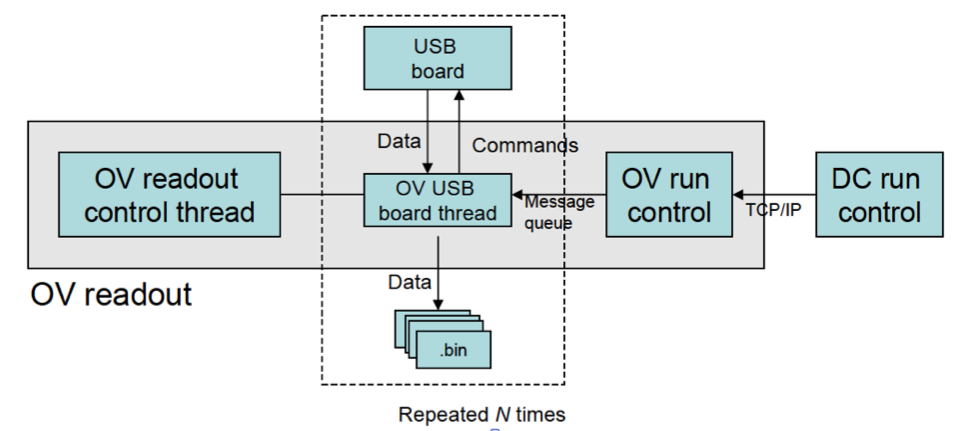 USB
board
Data
Commands
OV readout
control thread
OV USB
board thread
Message
queue
OV run
control
TCP/IP
DC run
control
OV readout
Data
.bin
Repeated N times